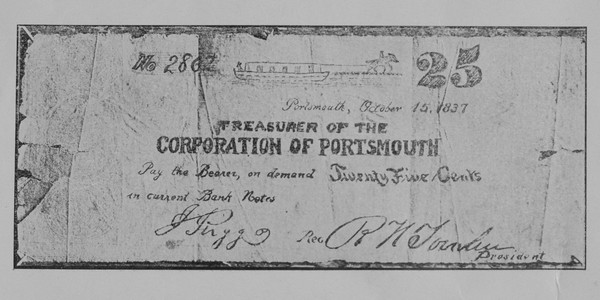 No 2862 25
Portsmouth, October 15, 1837
TREASURER OF THE
CORPORATION OF PORTSMOUTH
Pay the Bearer, on demand Twenty Five Cents
in current Bank Notes
Rec
President